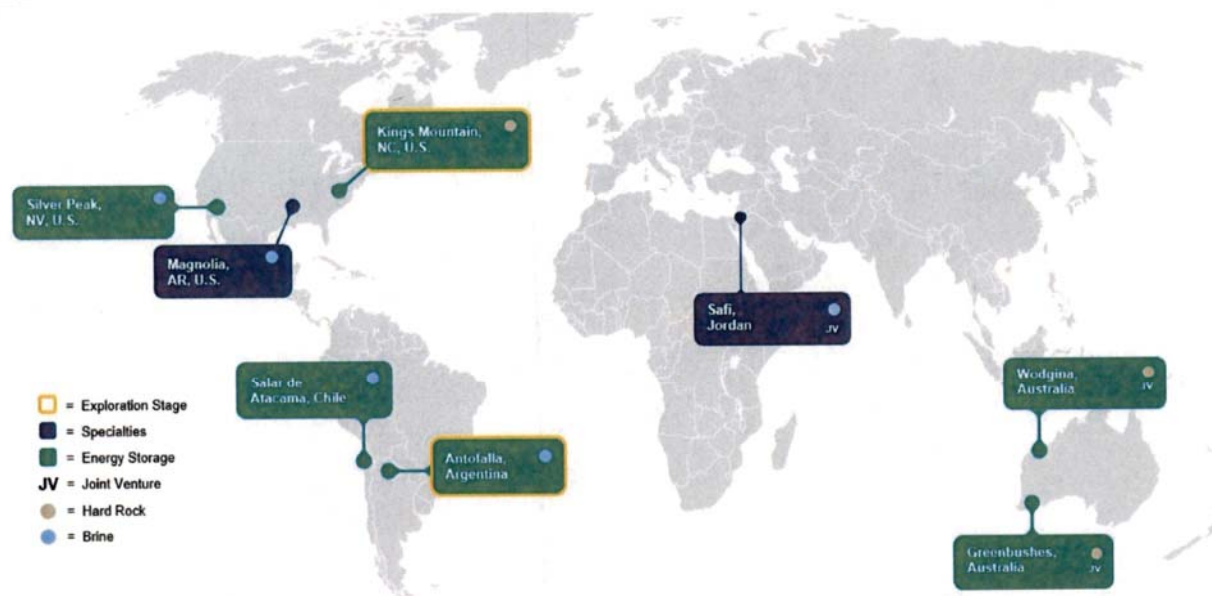 Kings Mountain,
NC, U.S.
Silver Peak,
NV, U.S.
Magnolia,
AR, U.S.
Safi,
Jordan
JV
Salar de
Atacama, Chile
Wodgina,
Australia
JV
Antofalla,
Argentina
Greenbushes,
Australia
JV
= Exploration Stage
= Specialties
= Energy Storage
JV = Joint Venture
= Hard Rock
= Brine